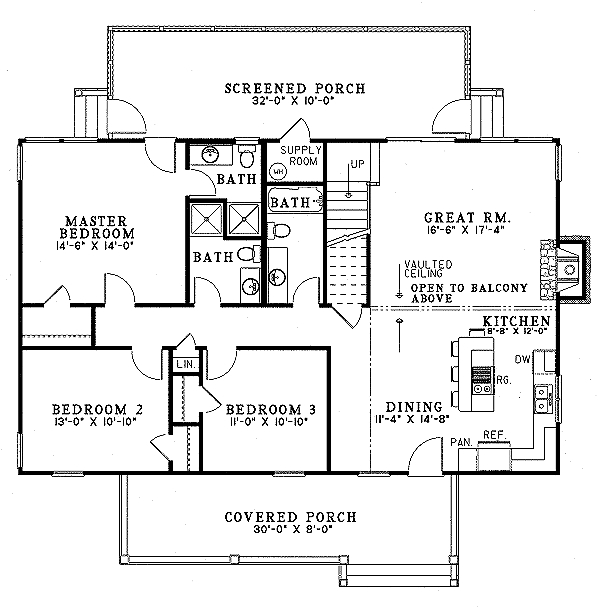 SCREENED PORCH
32'-0" X 10'-0"
SUPPLY
ROOM
WH
UP
BATH
BATH
MASTER
BEDROOM
14'-6" X 14'-0"
BATH
GREAT RM.
16'-6" X 17'-4"
VAULTED
CEILING
OPEN TO BALCONY
ABOVE
KITCHEN
8'-8" X 12'-0"
DW
LIN.
RG.
BEDROOM 2
13'-0" X 10'-10"
BEDROOM 3
11'-0" X 10'-10"
DINING
11'-4" X 14'-8"
PAN.
REF.
COVERED PORCH
30'-0" X 8'-0"